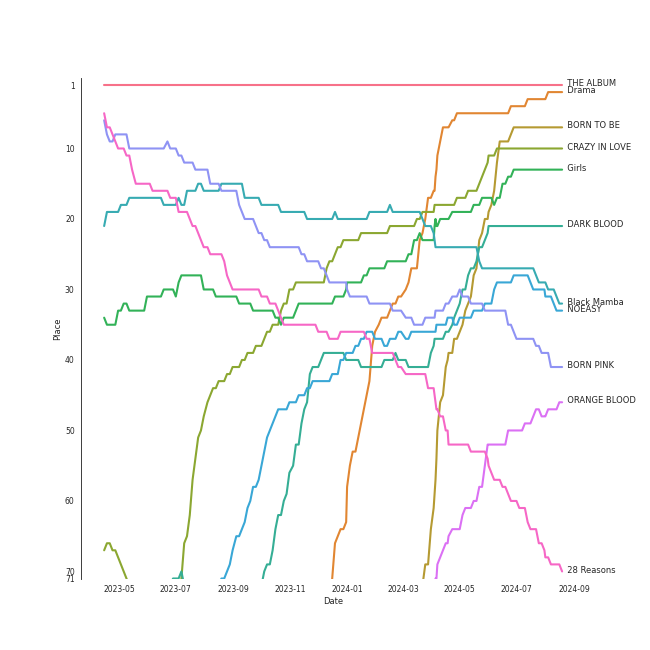 1
10
20
30
40
50
60
70
71
Place
2023-05
2023-07
2023-09
2023-11
2024-01
2024-03
2024-05
2024-07
2024-09
Date
THE ALBUM
Drama
BORN TO BE
CRAZY IN LOVE
Girls
DARK BLOOD
Black Mamba
NOEASY
BORN PINK
ORANGE BLOOD
28 Reasons